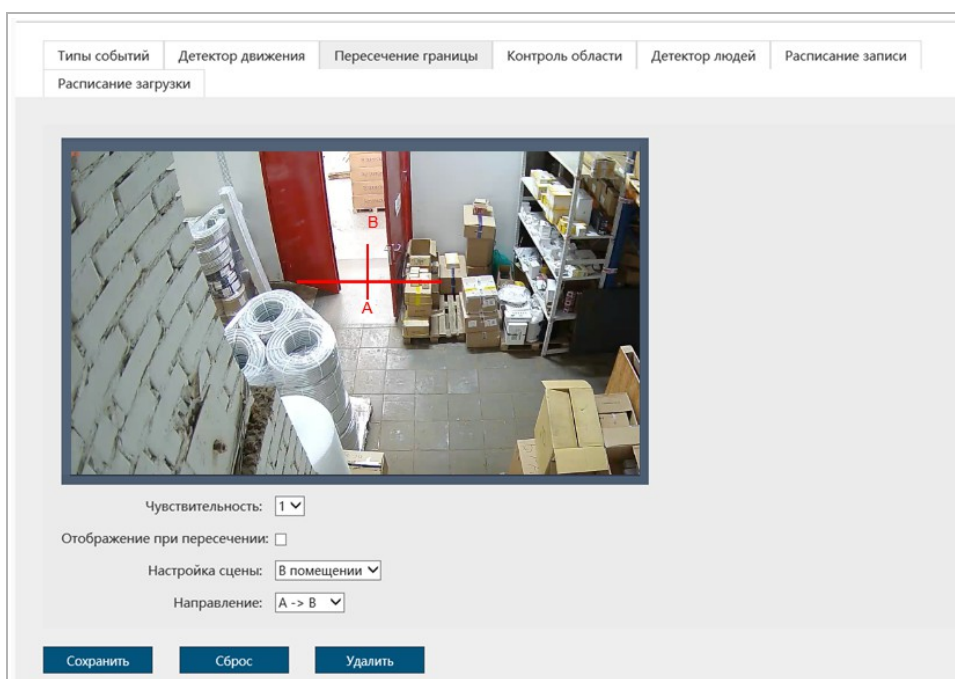 Типы событий
Детектор движения
Пересечение границы
Контроль области
Детектор людей
Расписание записи
Расписание загрузки
B
A
Чувствительность: 1
Отображение при пересечении:
Настройка сцены: В помещении
Направление: A -> B
Сохранить
Сброс
Удалить